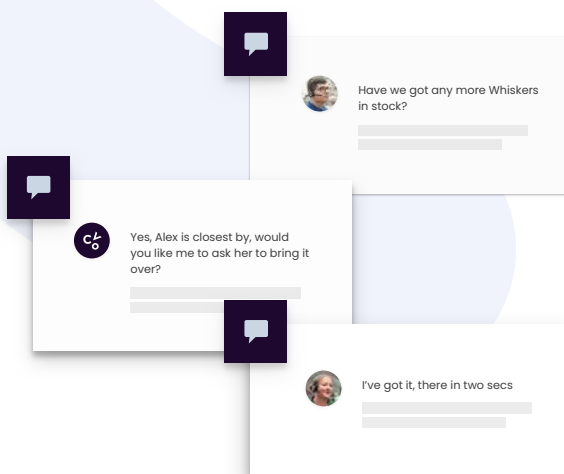 Have we got any more Whiskers
in stock?
Yes, Alex is closest by, would
you like me to ask her to bring it
over?
I've got it, there in two secs